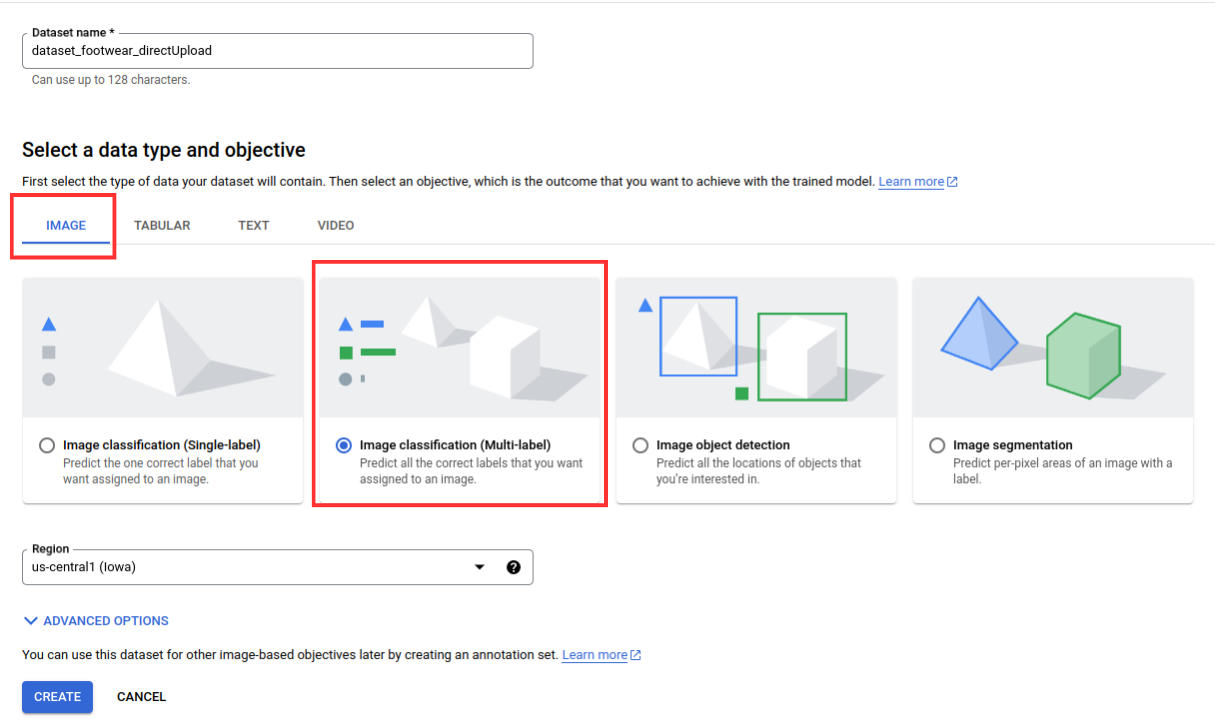 Dataset name *
dataset_footwear_directUpload
Can use up to 128 characters.
Select a data type and objective
First select the type of data your dataset will contain. Then select an objective, which is the outcome that you want to achieve with the trained model. Learn more
IMAGE TABULAR TEXT VIDEO
Image classification (Single-label)
Predict the one correct label that you
want assigned to an image.
Image classification (Multi-label)
Predict all the correct labels that you want
assigned to an image.
Image object detection
Predict all the locations of objects that
you're interested in.
Image segmentation
Predict per-pixel areas of an image with a
label.
Region
us-central1 (Iowa)
ADVANCED OPTIONS
You can use this dataset for other image-based objectives later by creating an annotation set. Learn more
CREATE CANCEL